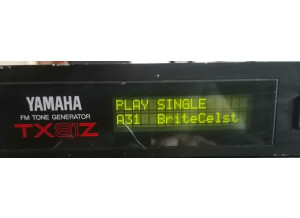 YAMAHA
FM TONE GENERATOR
TX81Z
PLAY SINGLE
A31 BriteCelst